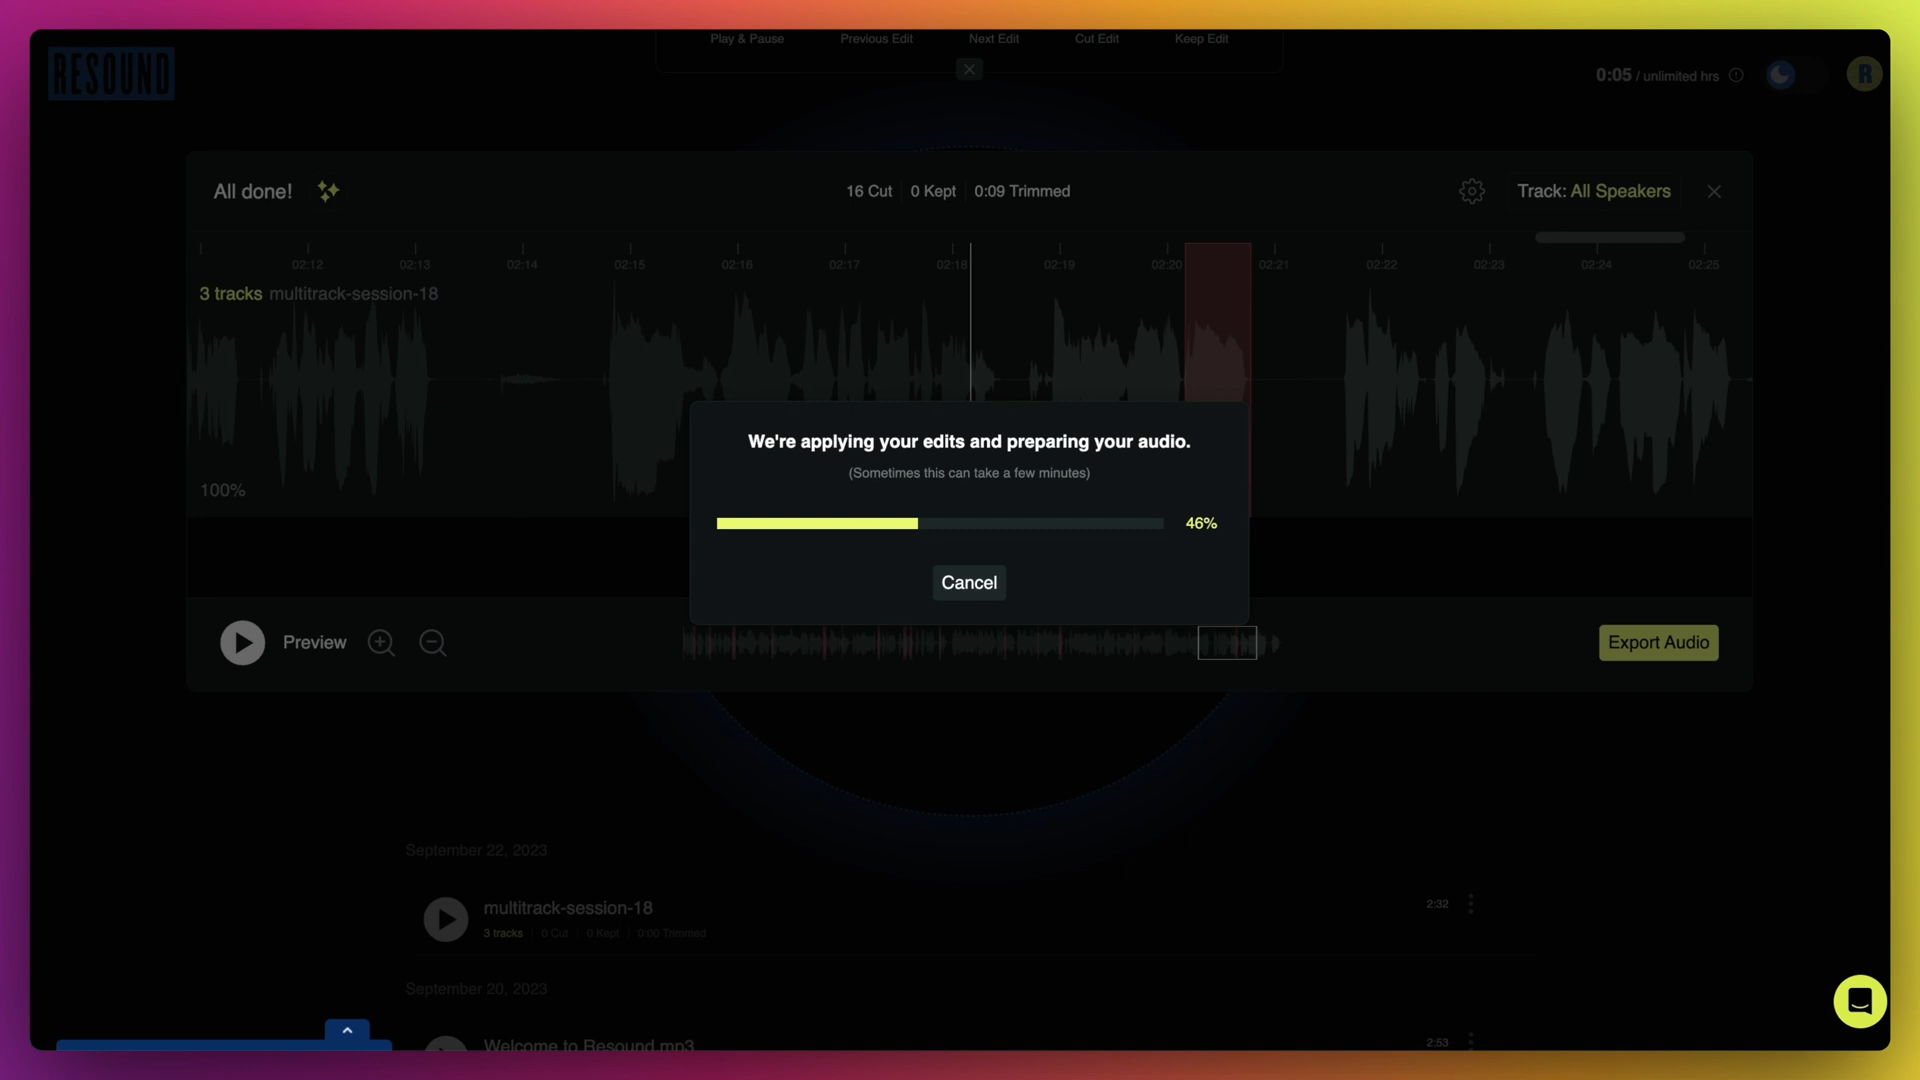 Play & Pause Previous Edit Next Edit Cut Edit Keep Edit
RESOUND
0:05 / unlimited hrs
R
All done!
16 Cut 0 Kept 0:09 Trimmed
Track: All Speakers
02:12 02:13 02:14 02:15 02:16 02:17 02:18 02:19 02:20 02:21 02:22 02:23 02:24 02:25
3 tracks multitrack-session-18
We're applying your edits and preparing your audio.
(Sometimes this can take a few minutes)
100%
46%
Cancel
Preview
Export Audio
September 22, 2023
multitrack-session-18
2:32
3 tracks 0 Cut 0 Kept 0:00 Trimmed
September 20, 2023
Welcome to Resound.mp3
2:53